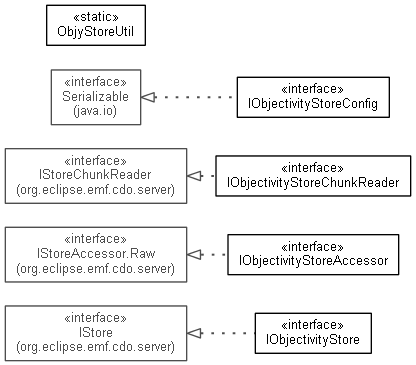 «static»
ObjyStoreUtil
«interface»
Serializable
(java.io)
«interface»
IObjectivityStoreConfig
«interface»
IStoreChunkReader
(org.eclipse.emf.cdo.server)
«interface»
IObjectivityStoreChunkReader
«interface»
IStoreAccessor.Raw
(org.eclipse.emf.cdo.server)
«interface»
IObjectivityStoreAccessor
«interface»
IStore
(org.eclipse.emf.cdo.server)
«interface»
IObjectivityStore